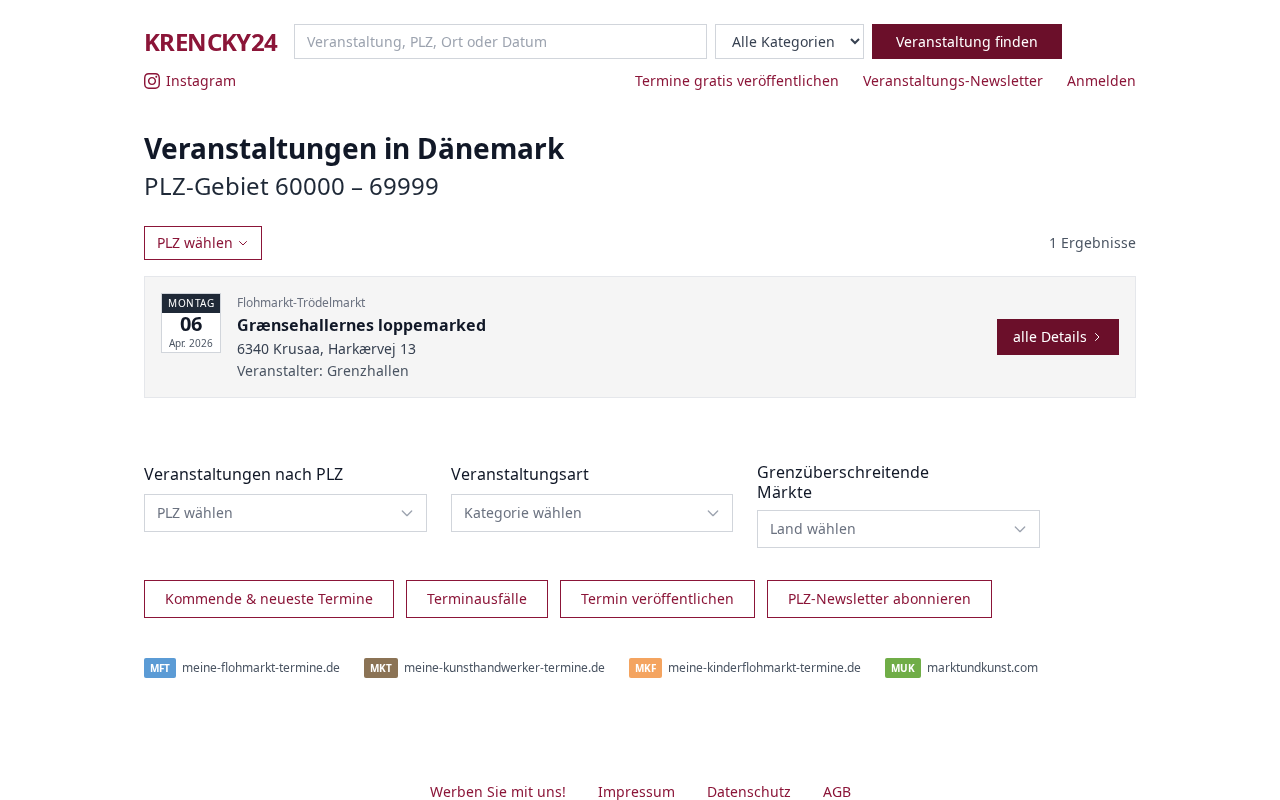 KRENCKY24
Veranstaltung, PLZ, Ort oder Datum
Alle Kategorien
Veranstaltung finden
Instagram
Termine gratis veröffentlichen
Veranstaltungs-Newsletter
Anmelden
Veranstaltungen in Dänemark
PLZ-Gebiet 60000 – 69999
PLZ wählen
1 Ergebnisse
MONTAG
06
Apr. 2026
Flohmarkt-Trödelmarkt
Grænsehallernes loppemarked
6340 Krusaa, Harkærvej 13
Veranstalter: Grenzhallen
alle Details
Veranstaltungen nach PLZ
PLZ wählen
Veranstaltungsart
Kategorie wählen
Grenzüberschreitende
Märkte
Land wählen
Kommende & neueste Termine
Terminausfälle
Termin veröffentlichen
PLZ-Newsletter abonnieren
MFT meine-flohmarkt-termine.de
MKT meine-kunsthandwerker-termine.de
MKF meine-kinderflohmarkt-termine.de
MUK marktundkunst.com
Werben Sie mit uns!
Impressum
Datenschutz
AGB